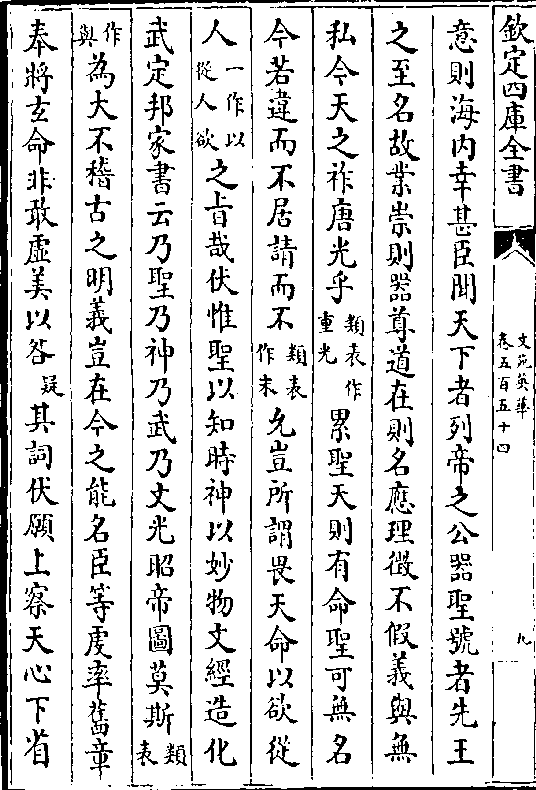 欽定四庫全書
文苑英華
卷五百五十四
九
意則海内幸甚臣聞天下者列帝之公器聖號者先王
之至名故業崇則器尊道在則名應理徴不假義與無
私今天之祚唐光乎類表作重光累聖天則有命聖可無名
今若違而不居請而不類表作未允豈所謂畏天命以欲從
人一作以從人欲之㫖哉伏惟聖以知時神以妙物文經造化
武定邦家書云乃聖乃神乃武乃文光昭帝圖莫斯類表
作與為大不稽古之明義豈在今之能名臣等虔率舊章
奉將玄命非敢虛美以答疑其詞伏願上察天心下省